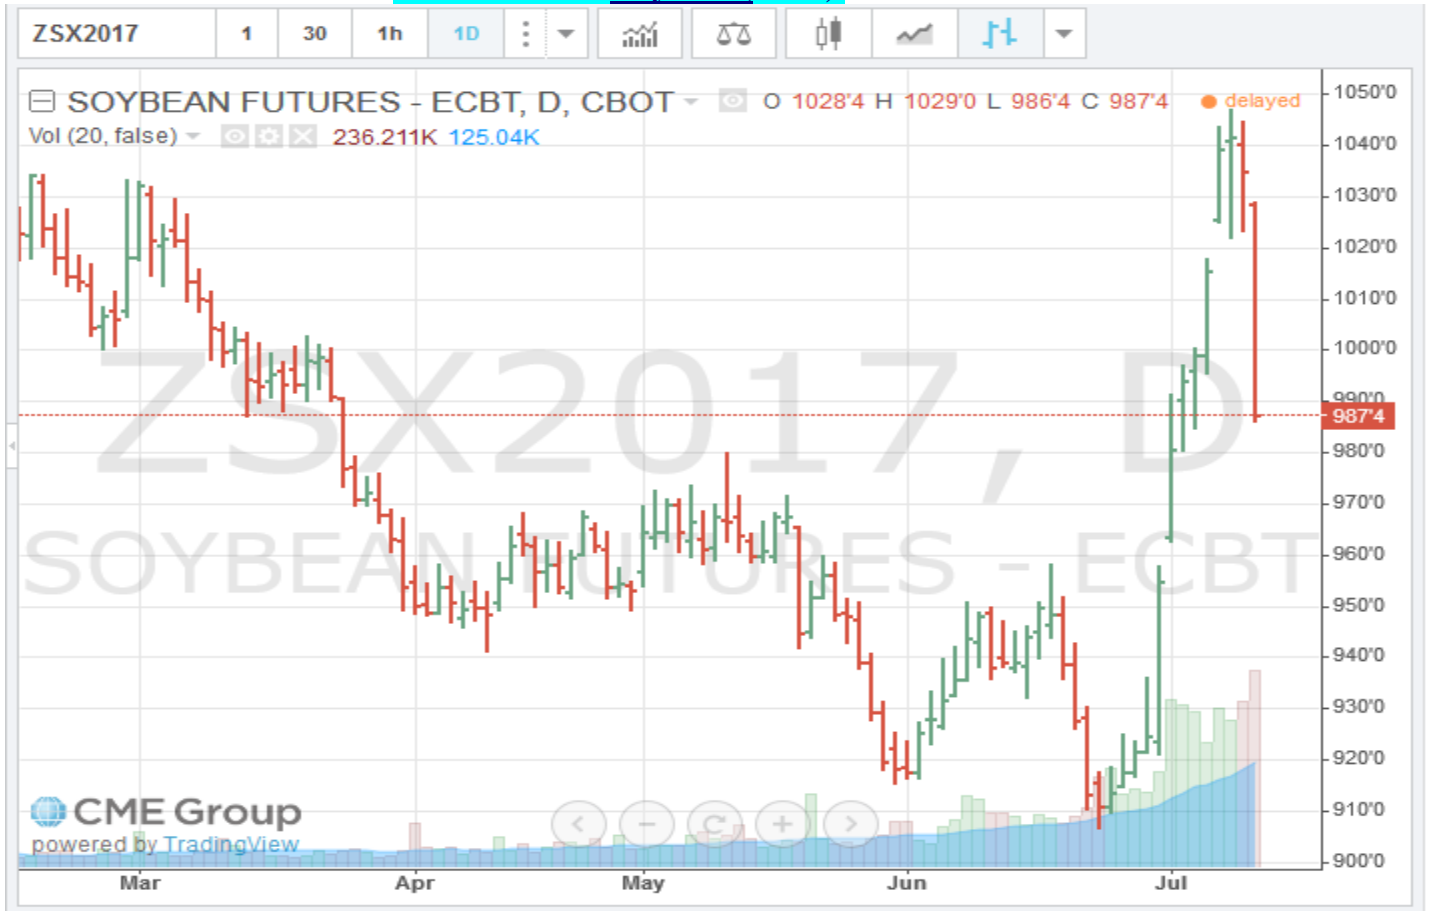 ZSX2017 1 30 1h 1D
SOYBEAN FUTURES - ECBT, D, CBOT O 1028'4 H 1029'0 L 986'4 C 987'4 delayed
Vol (20, false) 236.211K 125.04K
1050'0
1040'0
1030'0
1020'0
1010'0
1000'0
990'0
987'4
980'0
970'0
960'0
950'0
940'0
930'0
920'0
910'0
900'0
ZSX2017, D
SOYBEAN FUTURES - ECBT
CME Group
powered by TradingView
Mar Apr May Jun Jul